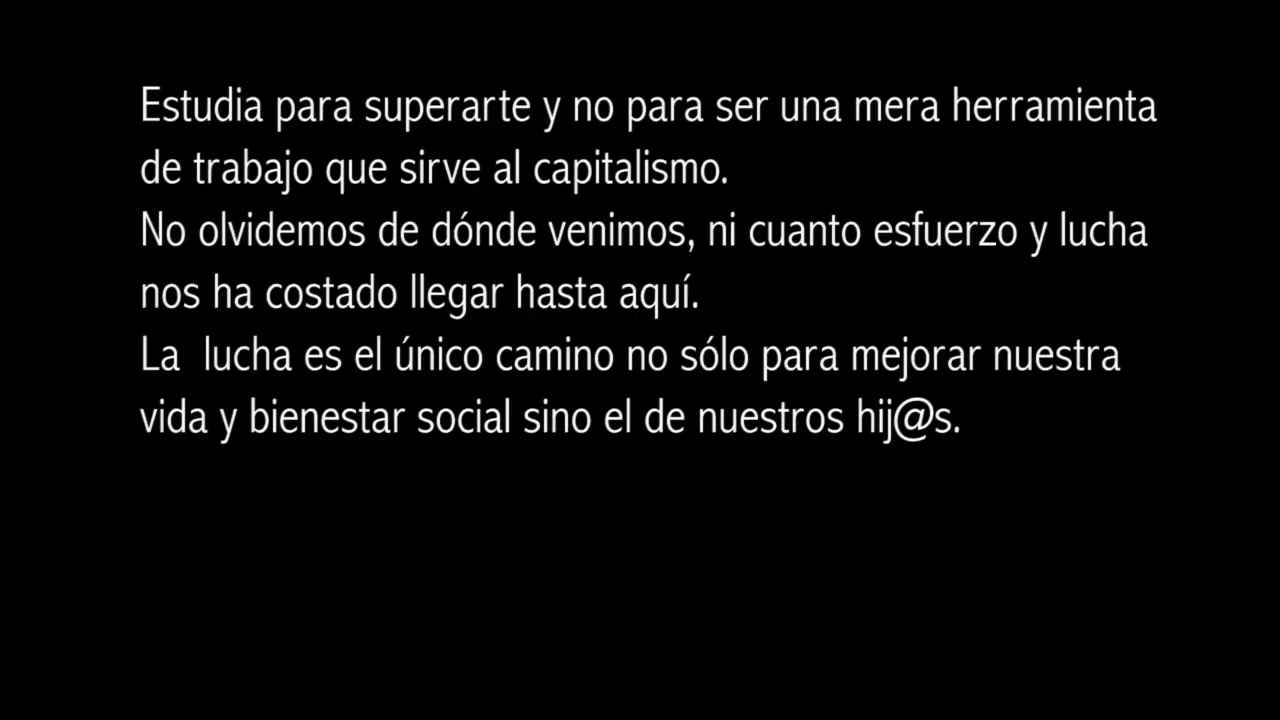 Estudia para superarte y no para ser una mera herramienta
de trabajo que sirve al capitalismo.
No olvidemos de dónde venimos, ni cuanto esfuerzo y lucha
nos ha costado llegar hasta aquí.
La  lucha es el único camino no sólo para mejorar nuestra
vida y bienestar social sino el de nuestros hij@s.